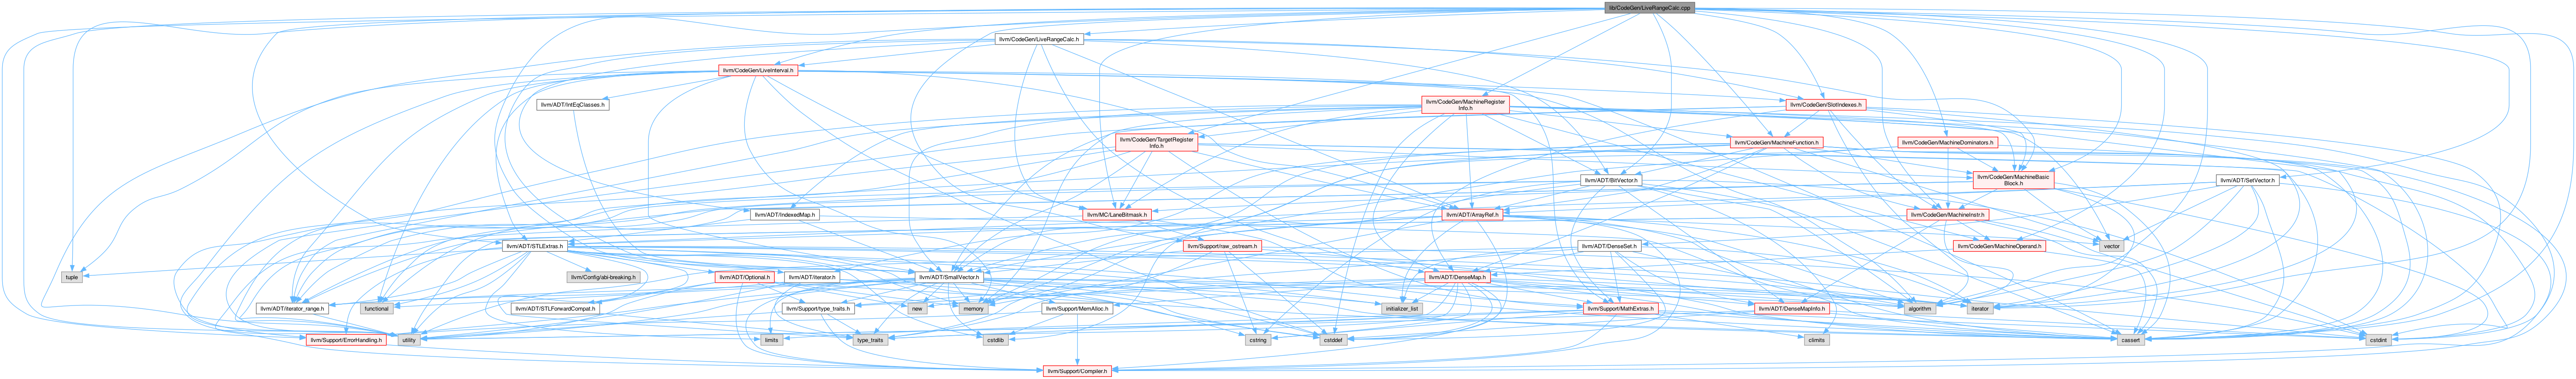 lib/CodeGen/LiveRangeCalc.cpp
llvm/CodeGen/LiveRangeCalc.h
llvm/CodeGen/LiveInterval.h
llvm/ADT/IntEqClasses.h
llvm/CodeGen/MachineRegister
Info.h
llvm/CodeGen/SlotIndexes.h
llvm/CodeGen/TargetRegister
Info.h
llvm/CodeGen/MachineFunction.h
llvm/CodeGen/MachineDominators.h
llvm/ADT/BitVector.h
llvm/CodeGen/MachineBasic
Block.h
llvm/ADT/SetVector.h
llvm/ADT/IndexedMap.h
llvm/MC/LaneBitmask.h
llvm/ADT/ArrayRef.h
llvm/CodeGen/MachineInstr.h
llvm/ADT/STLExtras.h
llvm/Support/raw_ostream.h
llvm/ADT/DenseSet.h
llvm/CodeGen/MachineOperand.h
vector
tuple
llvm/Config/abi-breaking.h
llvm/ADT/Optional.h
llvm/ADT/iterator.h
llvm/ADT/SmallVector.h
llvm/ADT/DenseMap.h
llvm/ADT/iterator_range.h
functional
llvm/ADT/STLForwardCompat.h
llvm/Support/type_traits.h
new
memory
llvm/Support/MemAlloc.h
initializer_list
llvm/Support/MathExtras.h
llvm/ADT/DenseMapInfo.h
algorithm
iterator
llvm/Support/ErrorHandling.h
utility
limits
type_traits
cstdlib
cstring
cstddef
climits
cassert
cstdint
llvm/Support/Compiler.h